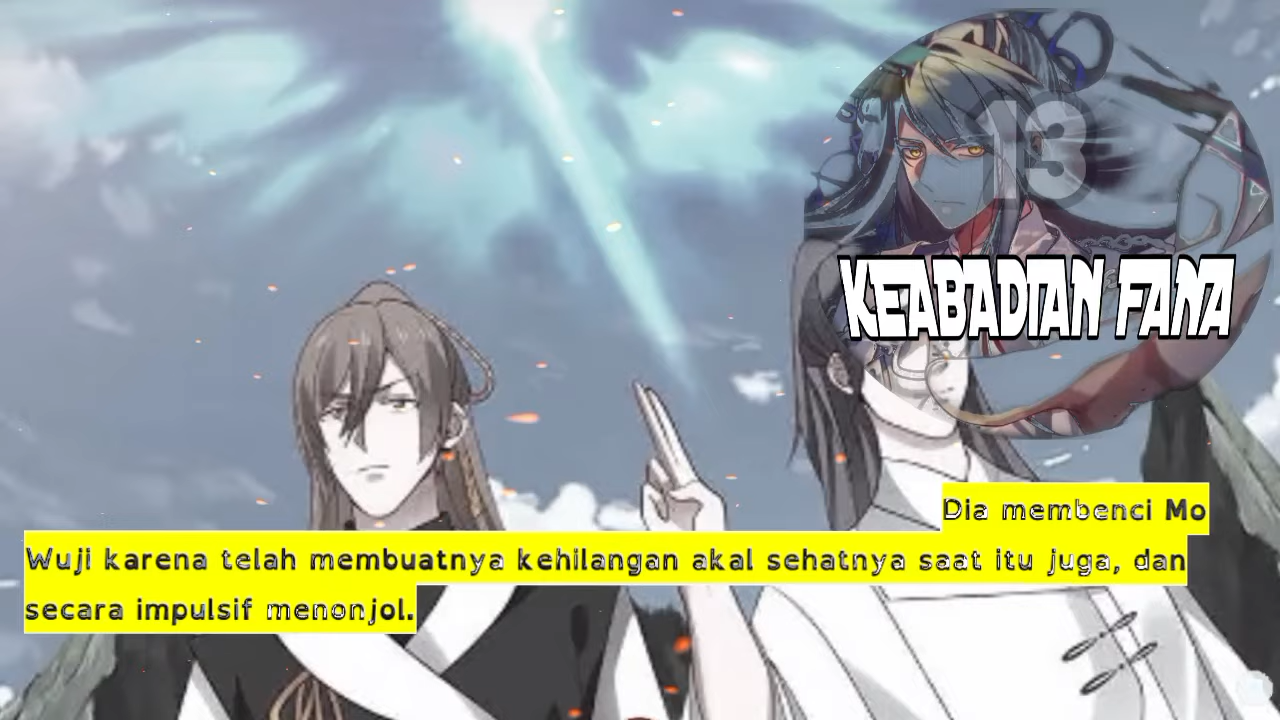 13
KEABADIAN FANA
Dia membenci Mo
Wuji karena telah membuatnya kehilangan akal sehatnya saat itu juga, dan
secara impulsif menonjol.